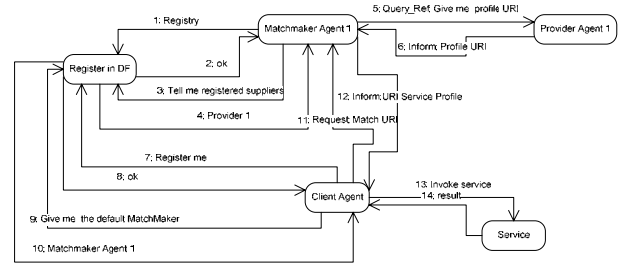 5; Query_Ref; Give me profile URI
1; Registry
Matchmaker Agent 1
Provider Agent 1
6; Inform; Profile URI
2; ok
Register in DF
3; Tell me registered suppliers
12; Inform;URI Service Profile
4; Provider 1
11; Request; Match URI
7; Register me
8; ok
13; Invoke service
14; result
Client Agent
9; Give me the default MatchMaker
Service
10; Matchmaker Agent 1